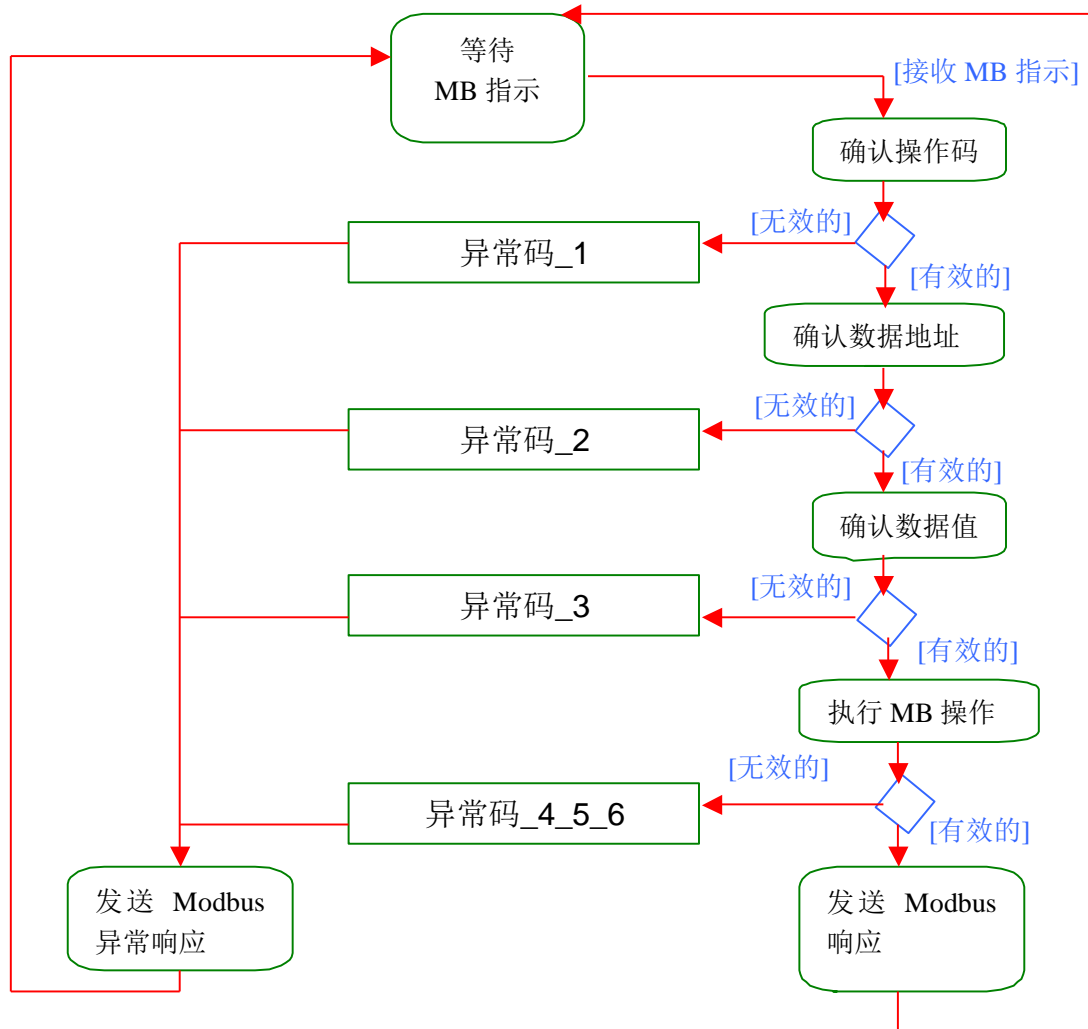 等待
MB 指示
[接收 MB 指示]
确认操作码
[无效的]
异常码_1
[有效的]
确认数据地址
[无效的]
异常码_2
[有效的]
确认数据值
[无效的]
异常码_3
[有效的]
执行 MB 操作
[无效的]
异常码_4_5_6
[有效的]
发送 Modbus
异常响应
发送 Modbus
响应